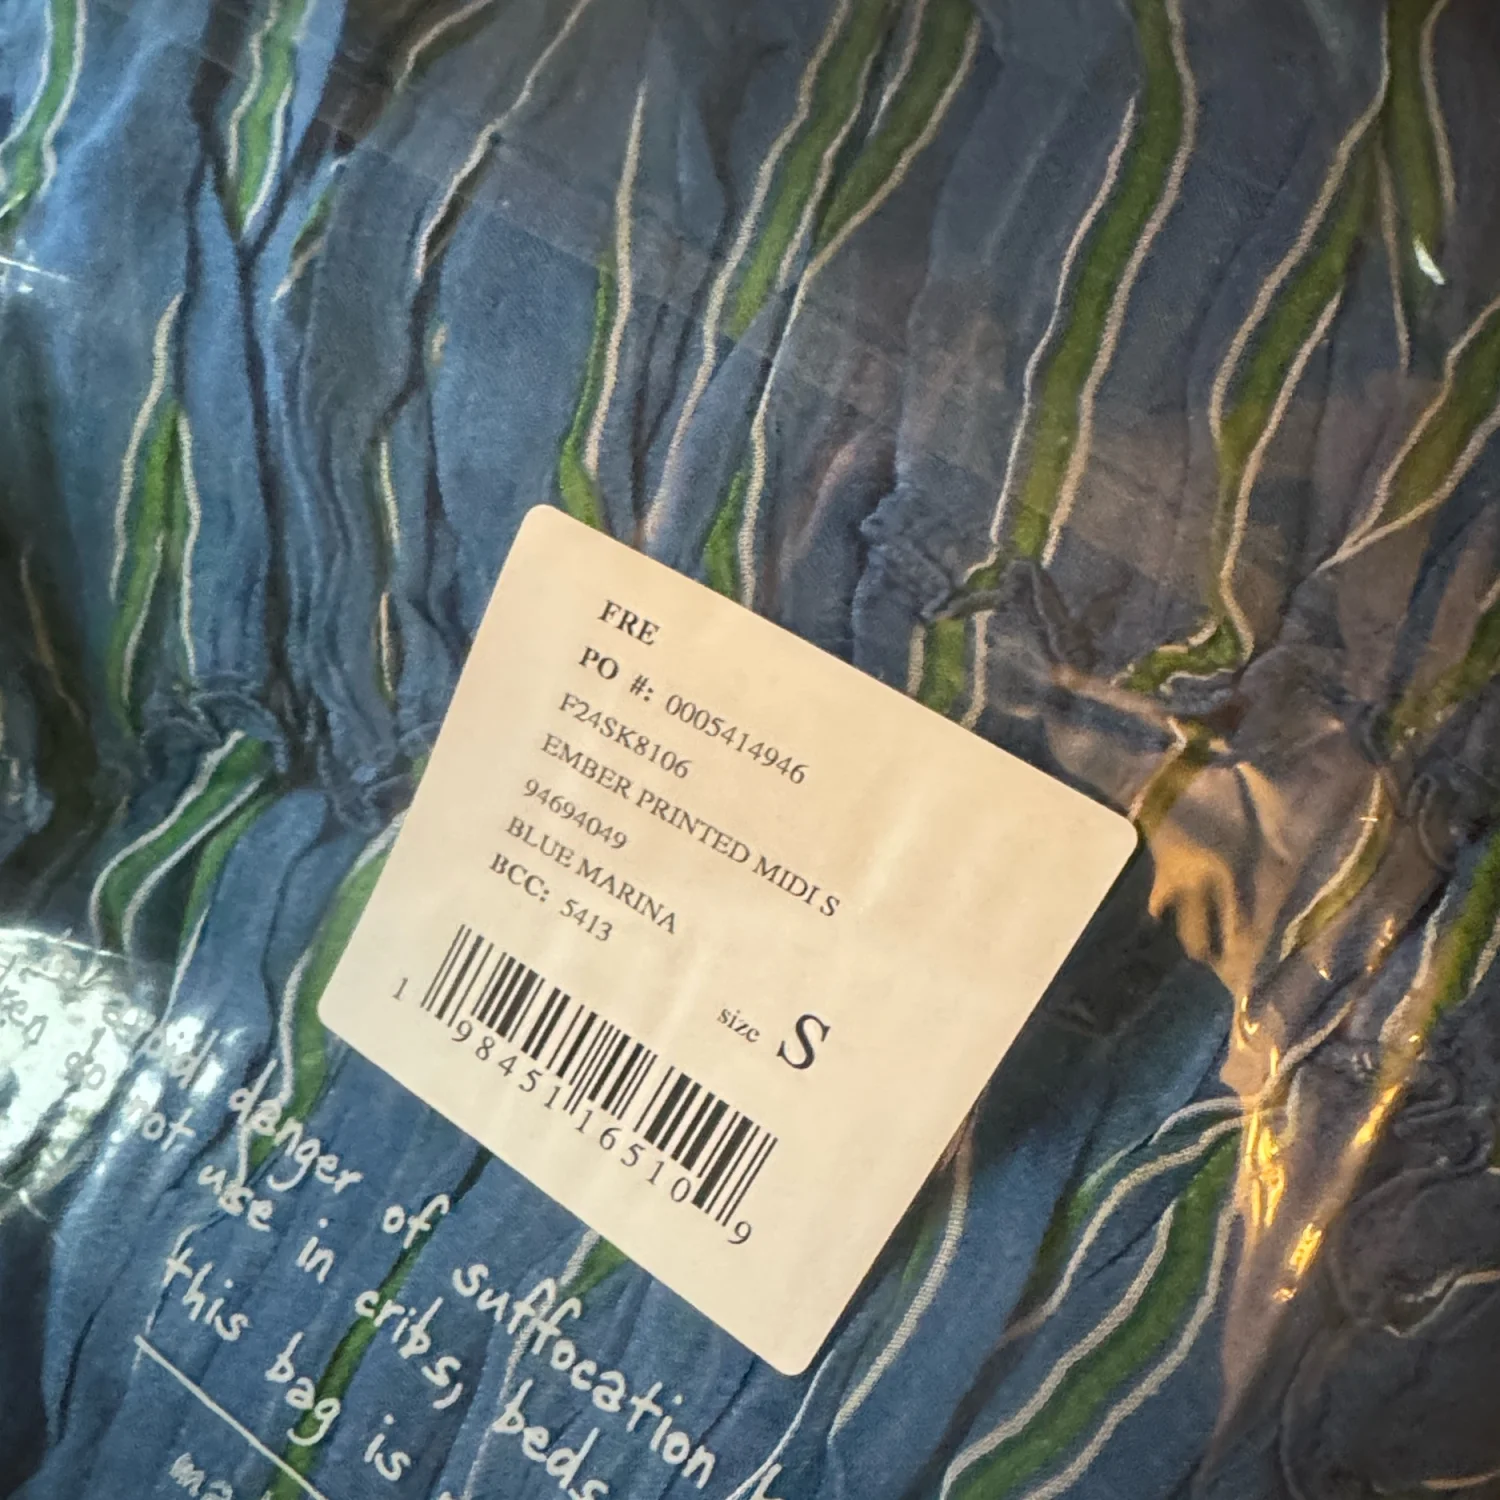 FRE
PO #: 0005414946
F24SK8106
EMBER PRINTED MIDI S
94694049
BLUE MARINA
BCC: 5413
size S
1 98451 16510 9
avoid danger of suffocation
not use in cribs, beds
this bag is